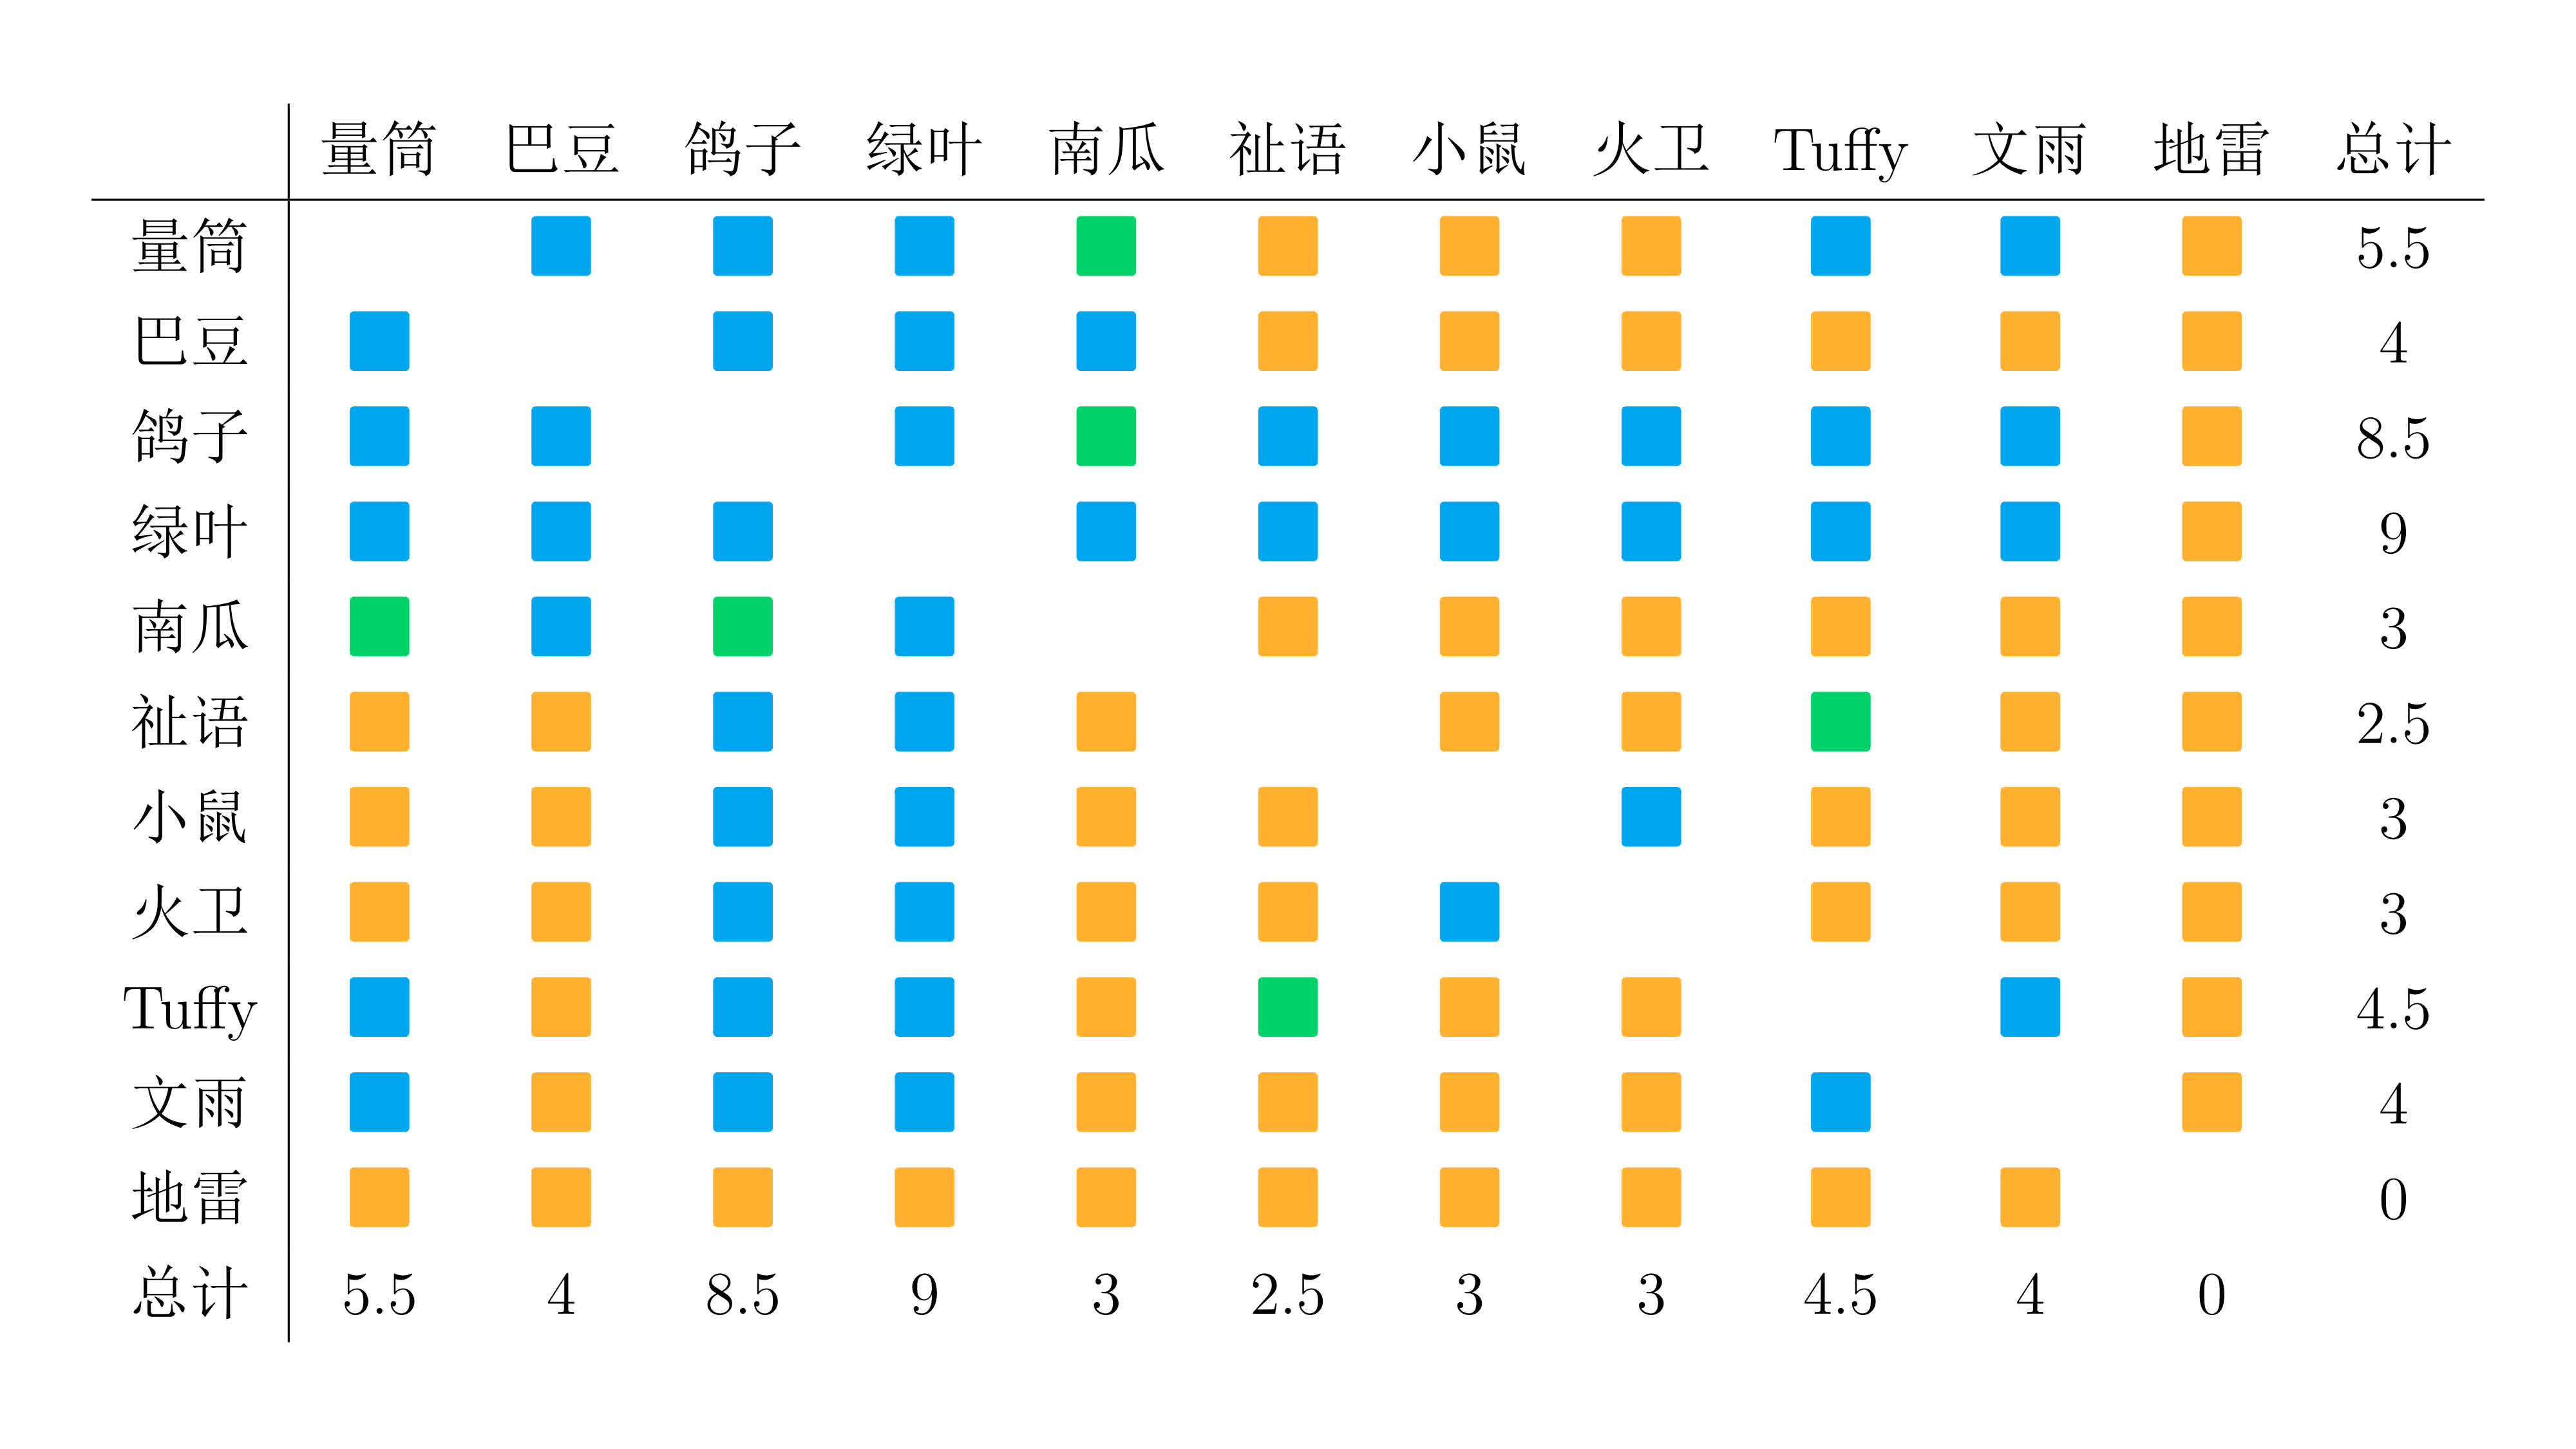 量筒 巴豆 鸽子 绿叶 南瓜 祉语 小鼠 火卫 Tuffy 文雨 地雷 总计
量筒 5.5
巴豆 4
鸽子 8.5
绿叶 9
南瓜 3
祉语 2.5
小鼠 3
火卫 3
Tuffy 4.5
文雨 4
地雷 0
总计 5.5 4 8.5 9 3 2.5 3 3 4.5 4 0